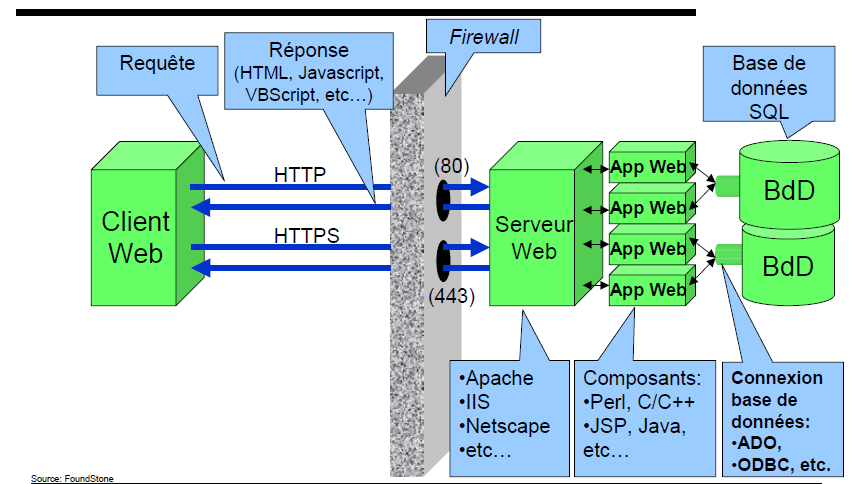 Requête
Réponse
(HTML, Javascript,
VBScript, etc…)
Firewall
Base de
données
SQL
HTTP
HTTPS
(80)
(443)
Client
Web
Serveur
Web
App Web
App Web
App Web
App Web
BdD
BdD
•Apache
•IIS
•Netscape
•etc…
Composants:
•Perl, C/C++
•JSP, Java,
etc…
Connexion
base de
données:
•ADO,
•ODBC, etc.
Source: FoundStone